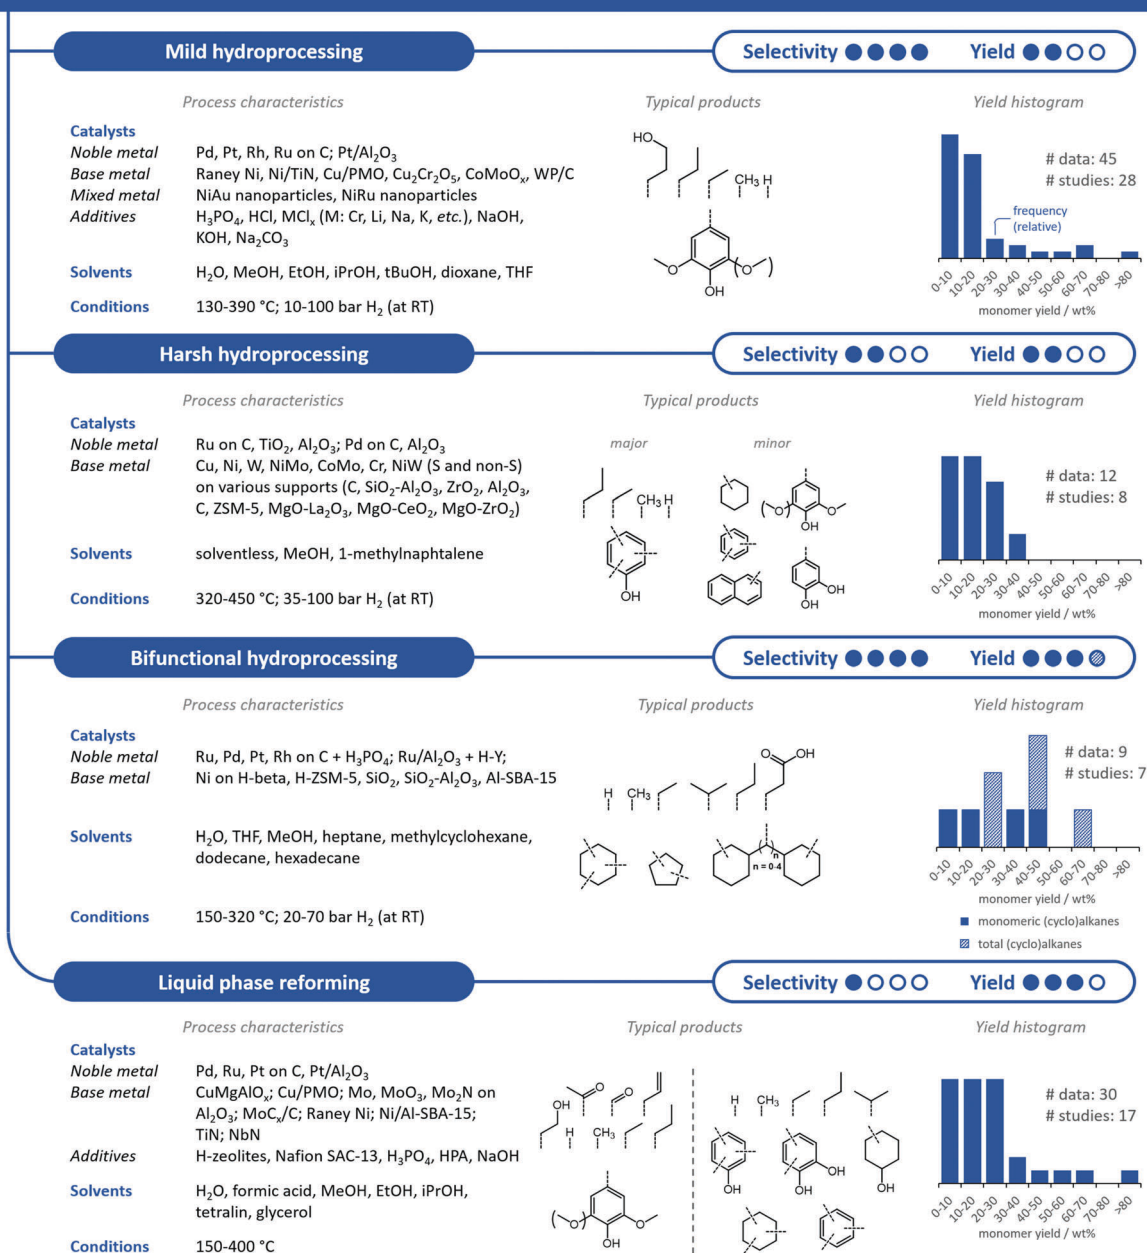 Mild hydroprocessing
Selectivity
Yield
Process characteristics
Typical products
Yield histogram
Catalysts
Noble metal
Pd, Pt, Rh, Ru on C; Pt/Al2O3
Base metal
Raney Ni, Ni/TiN, Cu/PMO, Cu2Cr2O5, CoMoOx, WP/C
Mixed metal
NiAu nanoparticles, NiRu nanoparticles
Additives
H3PO4, HCl, MClx (M: Cr, Li, Na, K, etc.), NaOH,
KOH, Na2CO3
Solvents
H2O, MeOH, EtOH, iPrOH, tBuOH, dioxane, THF
Conditions
130-390 °C; 10-100 bar H2 (at RT)
HO
CH3 H
O
O
OH
# data: 45
# studies: 28
frequency
(relative)
0-10
10-20
20-30
30-40
40-50
50-60
60-70
70-80
>80
monomer yield / wt%
Harsh hydroprocessing
Selectivity
Yield
Process characteristics
Typical products
Yield histogram
Catalysts
Noble metal
Ru on C, TiO2, Al2O3; Pd on C, Al2O3
Base metal
Cu, Ni, W, NiMo, CoMo, Cr, NiW (S and non-S)
on various supports (C, SiO2-Al2O3, ZrO2, Al2O3,
C, ZSM-5, MgO-La2O3, MgO-CeO2, MgO-ZrO2)
Solvents
solventless, MeOH, 1-methylnaphtalene
Conditions
320-450 °C; 35-100 bar H2 (at RT)
major
minor
CH3 H
OH
O
O
OH
OH
OH
# data: 12
# studies: 8
0-10
10-20
20-30
30-40
40-50
50-60
60-70
70-80
>80
monomer yield / wt%
Bifunctional hydroprocessing
Selectivity
Yield
Process characteristics
Typical products
Yield histogram
Catalysts
Noble metal
Ru, Pd, Pt, Rh on C + H3PO4; Ru/Al2O3 + H-Y;
Base metal
Ni on H-beta, H-ZSM-5, SiO2, SiO2-Al2O3, Al-SBA-15
Solvents
H2O, THF, MeOH, heptane, methylcyclohexane,
dodecane, hexadecane
Conditions
150-320 °C; 20-70 bar H2 (at RT)
O
OH
H
CH3
n
n = 0-4
# data: 9
# studies: 7
0-10
10-20
20-30
30-40
40-50
50-60
60-70
70-80
>80
monomer yield / wt%
monomeric (cyclo)alkanes
total (cyclo)alkanes
Liquid phase reforming
Selectivity
Yield
Process characteristics
Typical products
Yield histogram
Catalysts
Noble metal
Pd, Ru, Pt on C, Pt/Al2O3
Base metal
CuMgAlOx; Cu/PMO; Mo, MoO3, Mo2N on
Al2O3; MoCx/C; Raney Ni; Ni/Al-SBA-15;
TiN; NbN
Additives
H-zeolites, Nafion SAC-13, H3PO4, HPA, NaOH
Solvents
H2O, formic acid, MeOH, EtOH, iPrOH,
tetralin, glycerol
Conditions
150-400 °C
O
O
OH
H
CH3
O
O
OH
H
CH3
OH
OH
OH
OH
# data: 30
# studies: 17
0-10
10-20
20-30
30-40
40-50
50-60
60-70
70-80
>80
monomer yield / wt%